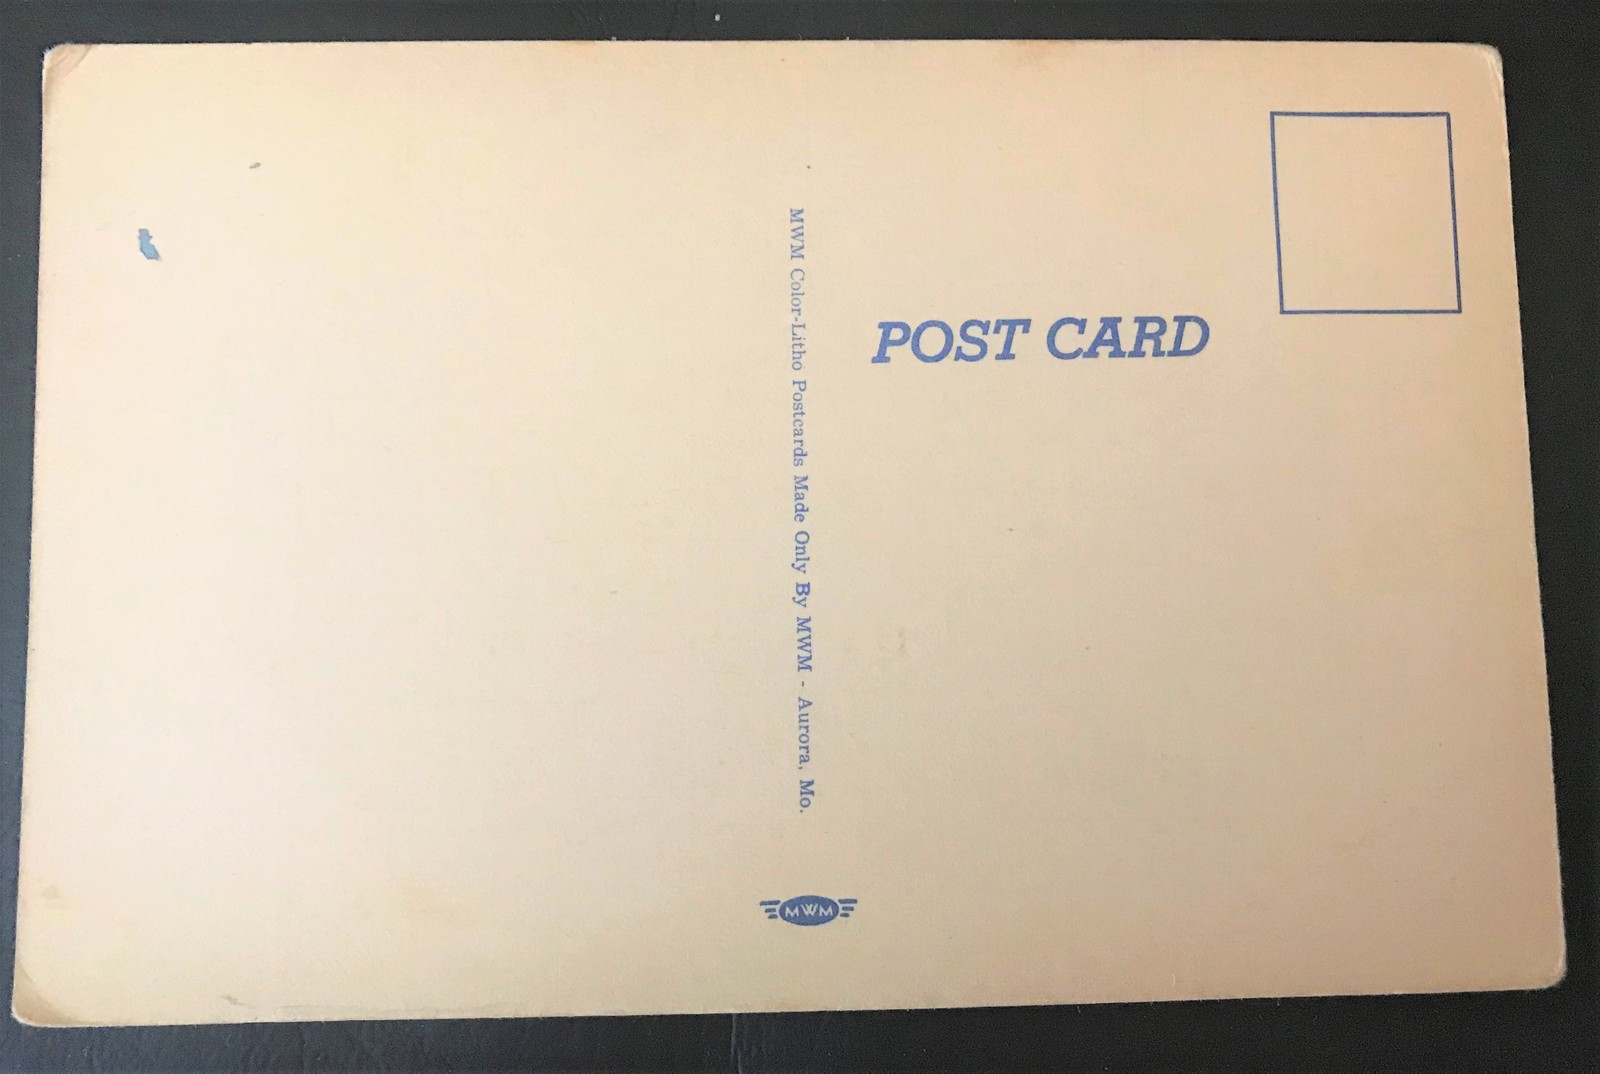 POST CARD
MWM Color-Litho Postcards Made Only By MWM - Aurora, Mo.
MWM